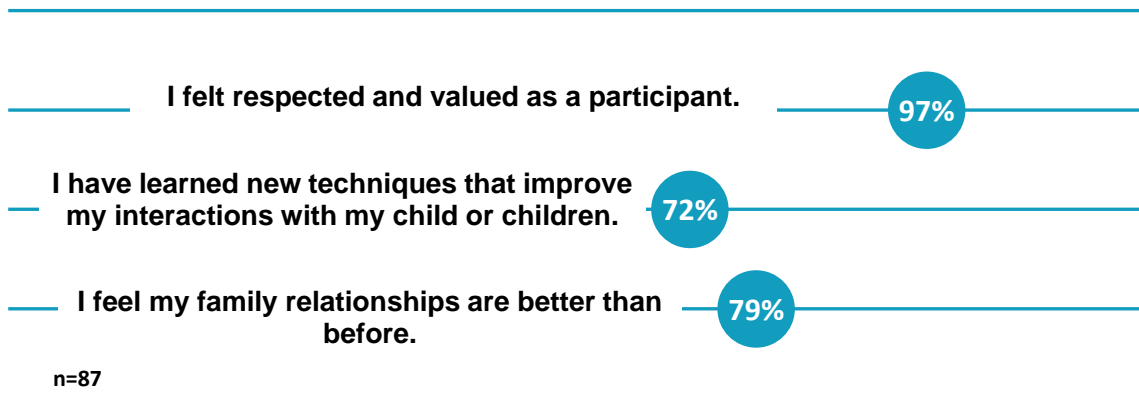 I felt respected and valued as a participant.
97%
I have learned new techniques that improve
my interactions with my child or children.
72%
I feel my family relationships are better than
before.
79%
n=87